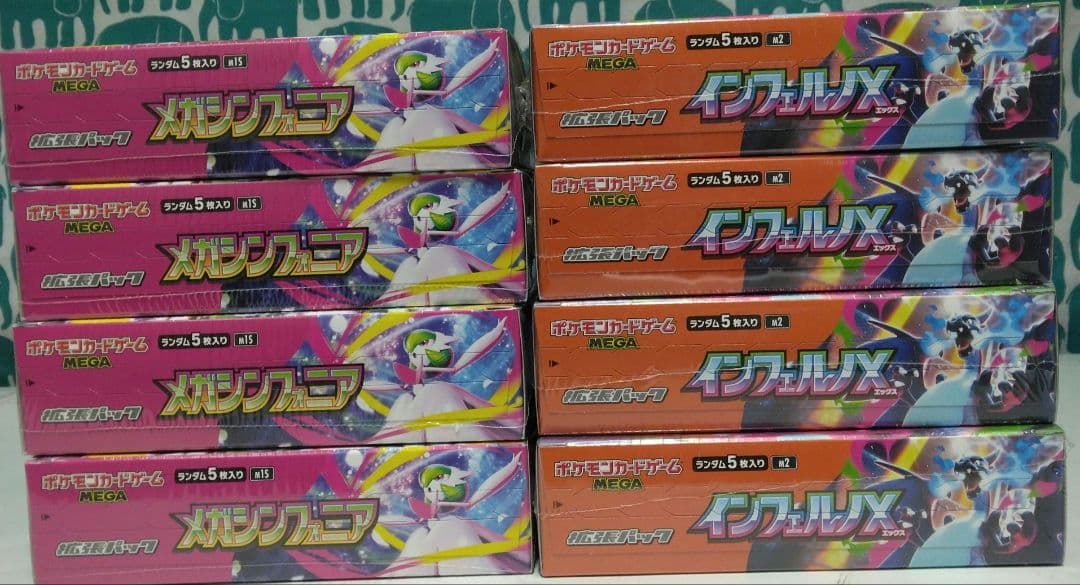 ポケモンカードゲーム
MEGA
ランダム5枚入り M1S
メガシンフォニア
拡張パック
ポケモンカードゲーム
MEGA
ランダム5枚入り M1S
メガシンフォニア
拡張パック
ポケモンカードゲーム
MEGA
ランダム5枚入り M1S
メガシンフォニア
拡張パック
ポケモンカードゲーム
MEGA
ランダム5枚入り M1S
メガシンフォニア
拡張パック
ポケモンカードゲーム
MEGA
ランダム5枚入り M2
インフェルノX
エックス
拡張パック
ポケモンカードゲーム
MEGA
ランダム5枚入り M2
インフェルノX
エックス
拡張パック
ポケモンカードゲーム
MEGA
ランダム5枚入り M2
インフェルノX
エックス
拡張パック
ポケモンカードゲーム
MEGA
ランダム5枚入り M2
インフェルノX
エックス
拡張パック